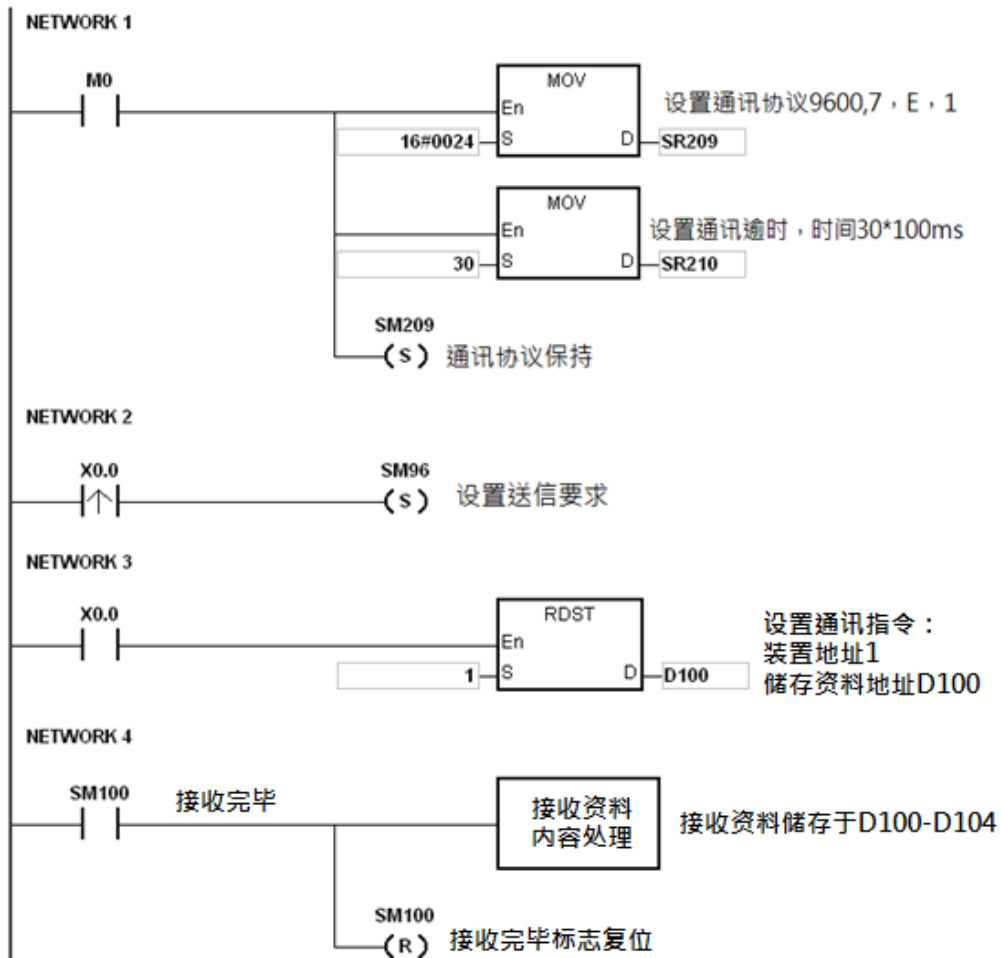 NETWORK 1
M0
MOV
En
设置通讯协议9600,7，E，1
16#0024 S D SR209
MOV
En
设置通讯逾时，时间30*100ms
30 S D SR210
SM209
( S ) 通讯协议保持
NETWORK 2
X0.0 SM96
( S ) 设置送信要求
NETWORK 3
X0.0
RDST
En
设置通讯指令：
装置地址1
1 S D D100
储存资料地址D100
NETWORK 4
SM100
接收完毕
接收资料
内容处理
接收资料储存于D100-D104
SM100
( R ) 接收完毕标志复位